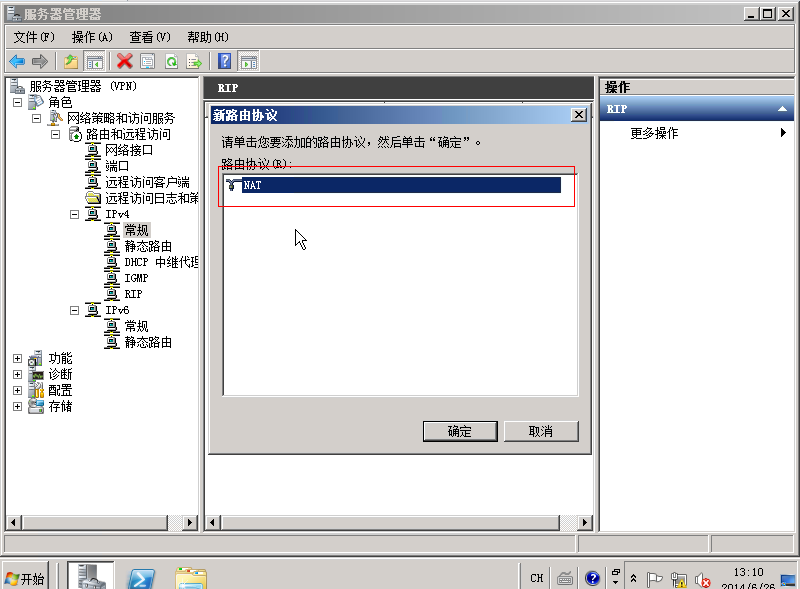 服务器管理器
文件(F) 操作(A) 查看(V) 帮助(H)
服务器管理器 (VPN)
角色
网络策略和访问服务
路由和远程访问
网络接口
端口
远程访问客户端
远程访问日志和策
IPv4
常规
静态路由
DHCP 中继代理
IGMP
RIP
IPv6
常规
静态路由
功能
诊断
配置
存储
RIP
新路由协议
请单击您要添加的路由协议，然后单击“确定”。
路由协议(R):
NAT
确定
取消
操作
RIP
更多操作
开始
CH
13:10
2014/6/26